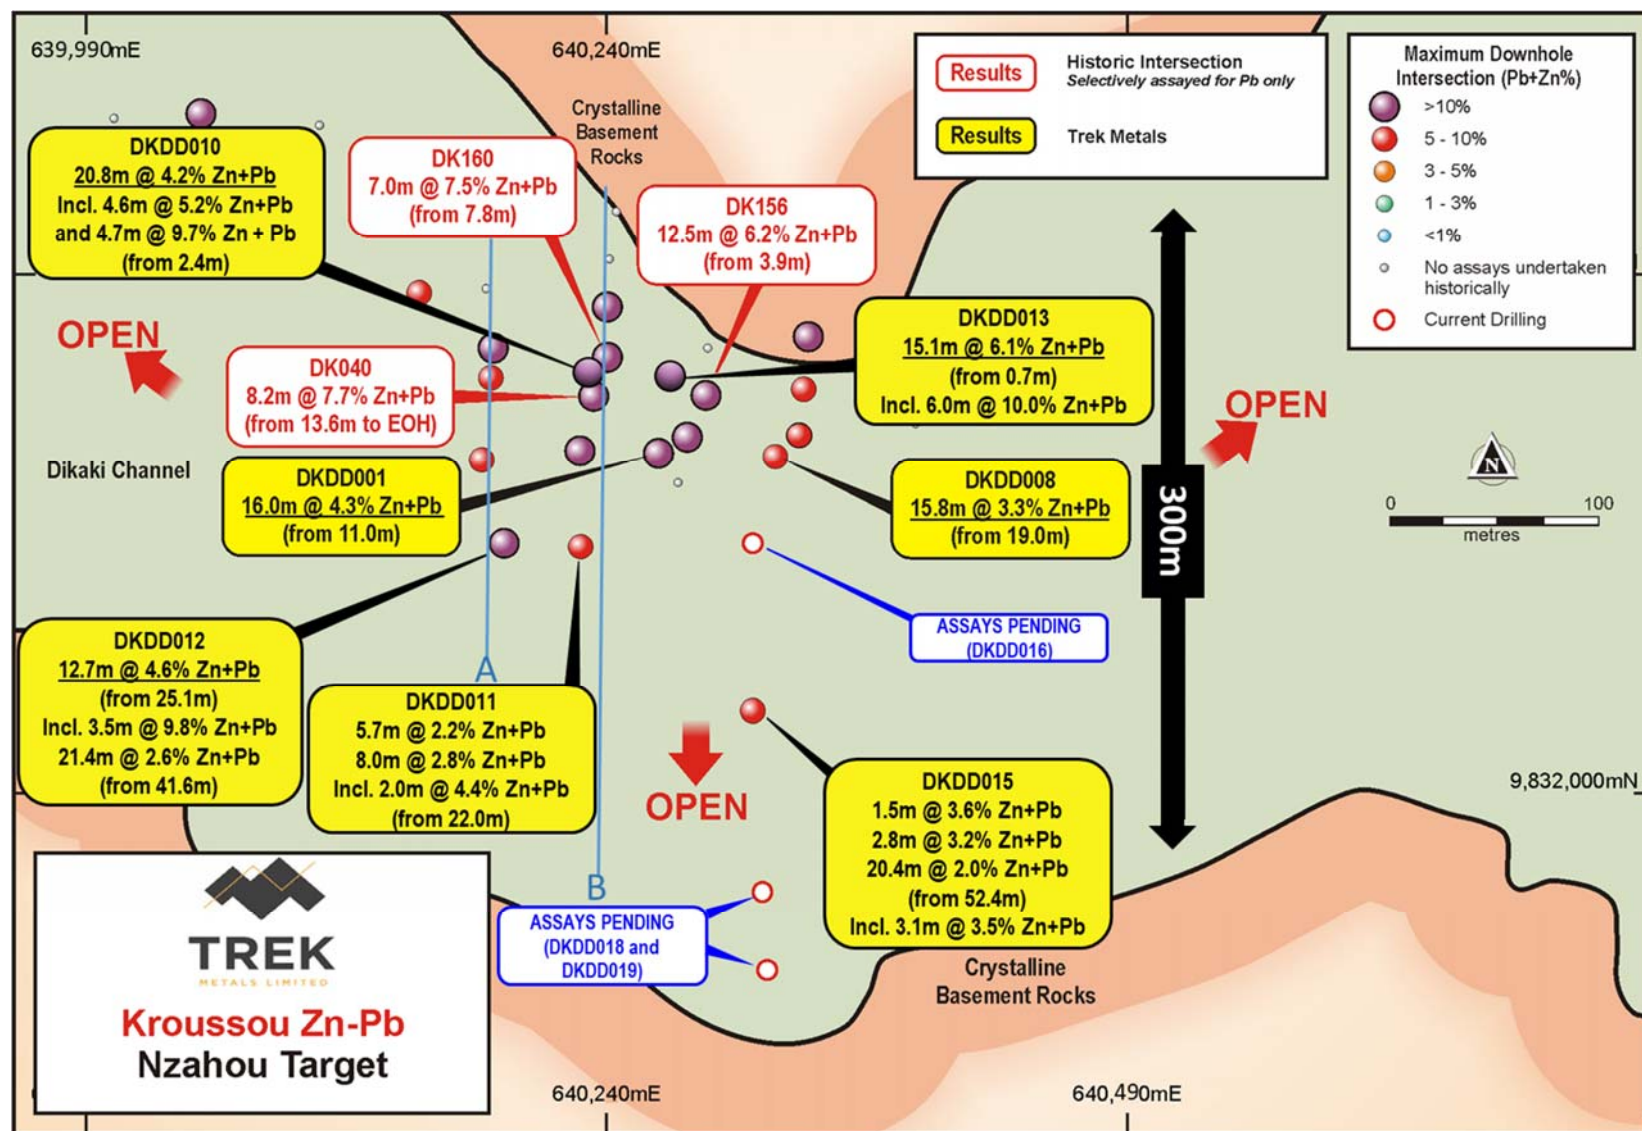 639,990mE
640,240mE
Crystalline
Basement
Rocks
Results
Historic Intersection
Selectively assayed for Pb only
Results
Trek Metals
Maximum Downhole
Intersection (Pb+Zn%)
>10%
5 - 10%
3 - 5%
1 - 3%
<1%
No assays undertaken
historically
Current Drilling
DKDD010
20.8m @ 4.2% Zn+Pb
Incl. 4.6m @ 5.2% Zn+Pb
and 4.7m @ 9.7% Zn + Pb
(from 2.4m)
DK160
7.0m @ 7.5% Zn+Pb
(from 7.8m)
DK156
12.5m @ 6.2% Zn+Pb
(from 3.9m)
DKDD013
15.1m @ 6.1% Zn+Pb
(from 0.7m)
Incl. 6.0m @ 10.0% Zn+Pb
OPEN
DK040
8.2m @ 7.7% Zn+Pb
(from 13.6m to EOH)
OPEN
Dikaki Channel
DKDD001
16.0m @ 4.3% Zn+Pb
(from 11.0m)
DKDD008
15.8m @ 3.3% Zn+Pb
(from 19.0m)
300m
N
0 100
metres
ASSAYS PENDING
(DKDD016)
DKDD012
12.7m @ 4.6% Zn+Pb
(from 25.1m)
Incl. 3.5m @ 9.8% Zn+Pb
21.4m @ 2.6% Zn+Pb
(from 41.6m)
A
DKDD011
5.7m @ 2.2% Zn+Pb
8.0m @ 2.8% Zn+Pb
Incl. 2.0m @ 4.4% Zn+Pb
(from 22.0m)
OPEN
DKDD015
1.5m @ 3.6% Zn+Pb
2.8m @ 3.2% Zn+Pb
20.4m @ 2.0% Zn+Pb
(from 52.4m)
Incl. 3.1m @ 3.5% Zn+Pb
9,832,000mN
B
ASSAYS PENDING
(DKDD018 and
DKDD019)
Crystalline
Basement Rocks
TREK
METALS LIMITED
Kroussou Zn-Pb
Nzahou Target
640,240mE
640,490mE